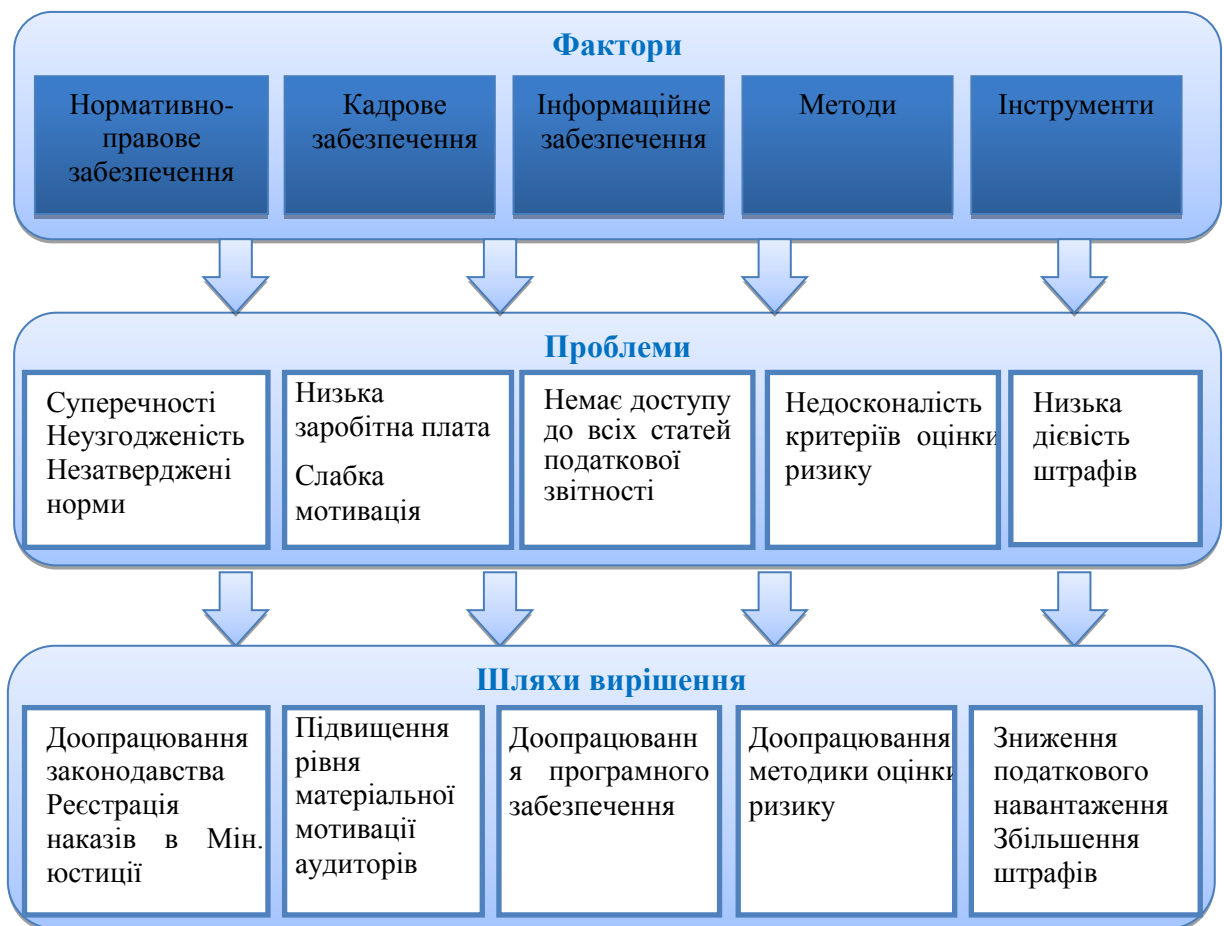 Фактори
Нормативно-
правове
забезпечення
Кадрове
забезпечення
Інформаційне
забезпечення
Методи
Інструменти
Проблеми
Суперечності
Неузгодженість
Незатверджені
норми
Низька
заробітна плата
Слабка
мотивація
Немає доступу
до всіх статей
податкової
звітності
Недосконалість
критеріїв оцінки
ризику
Низька
дієвість
штрафів
Шляхи вирішення
Доопрацювання
законодавства
Реєстрація
наказів в Мін.
юстиції
Підвищення
рівня
матеріальної
мотивації
аудиторів
Доопрацюванн
я програмного
забезпечення
Доопрацювання
методики оцінки
ризику
Зниження
податкового
навантаження
Збільшення
штрафів